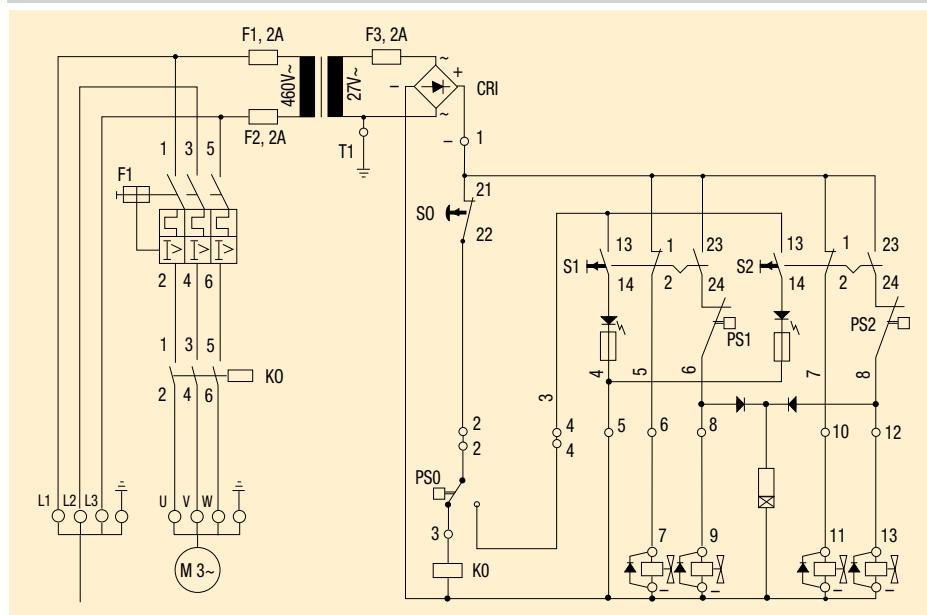 F1, 2A
F3, 2A
460V~
27V~
~
+
–
CRI
~
F2, 2A
T1
– 1
1 3 5
F1
I> I> I>
2 4 6
21
S0
22
13 1 23
S1
14 2 24
PS1
13 1 23
S2
14 2 24
PS2
1 3 5
K0
2 4 6
4 5 6 7 8
3
2 4 5 6 8 10 12
2 4
PS0
3
K0
L1 L2 L3
U V W
M 3~
7 9 11 13
– – – –